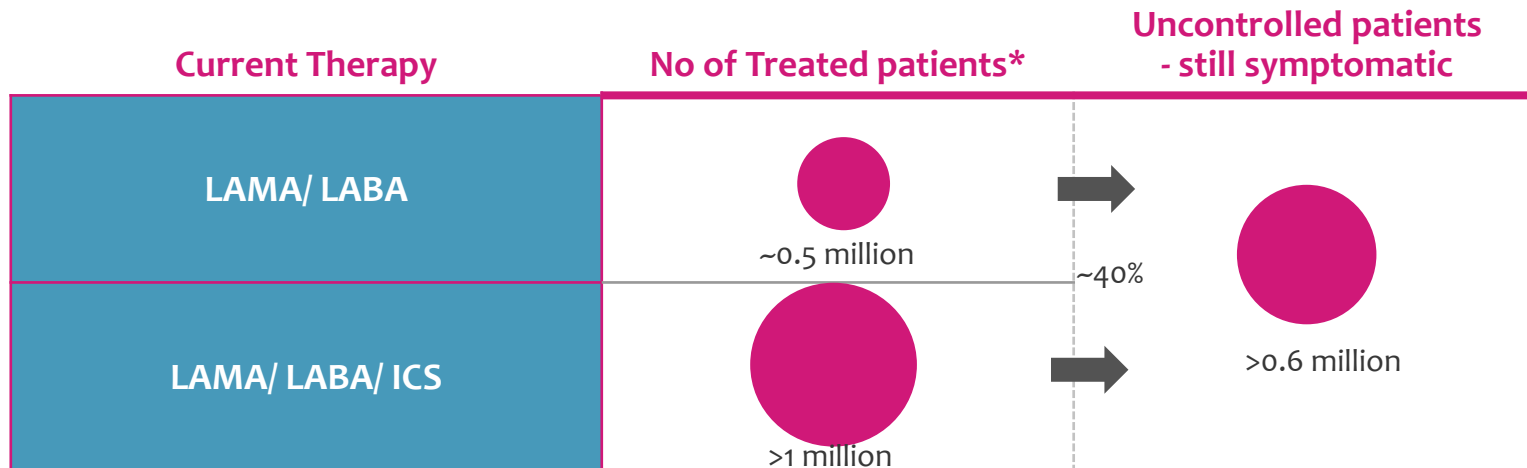 Current Therapy
No of Treated patients*
Uncontrolled patients
- still symptomatic
LAMA/ LABA
~0.5 million
~40%
LAMA/ LABA/ ICS
>1 million
>0.6 million